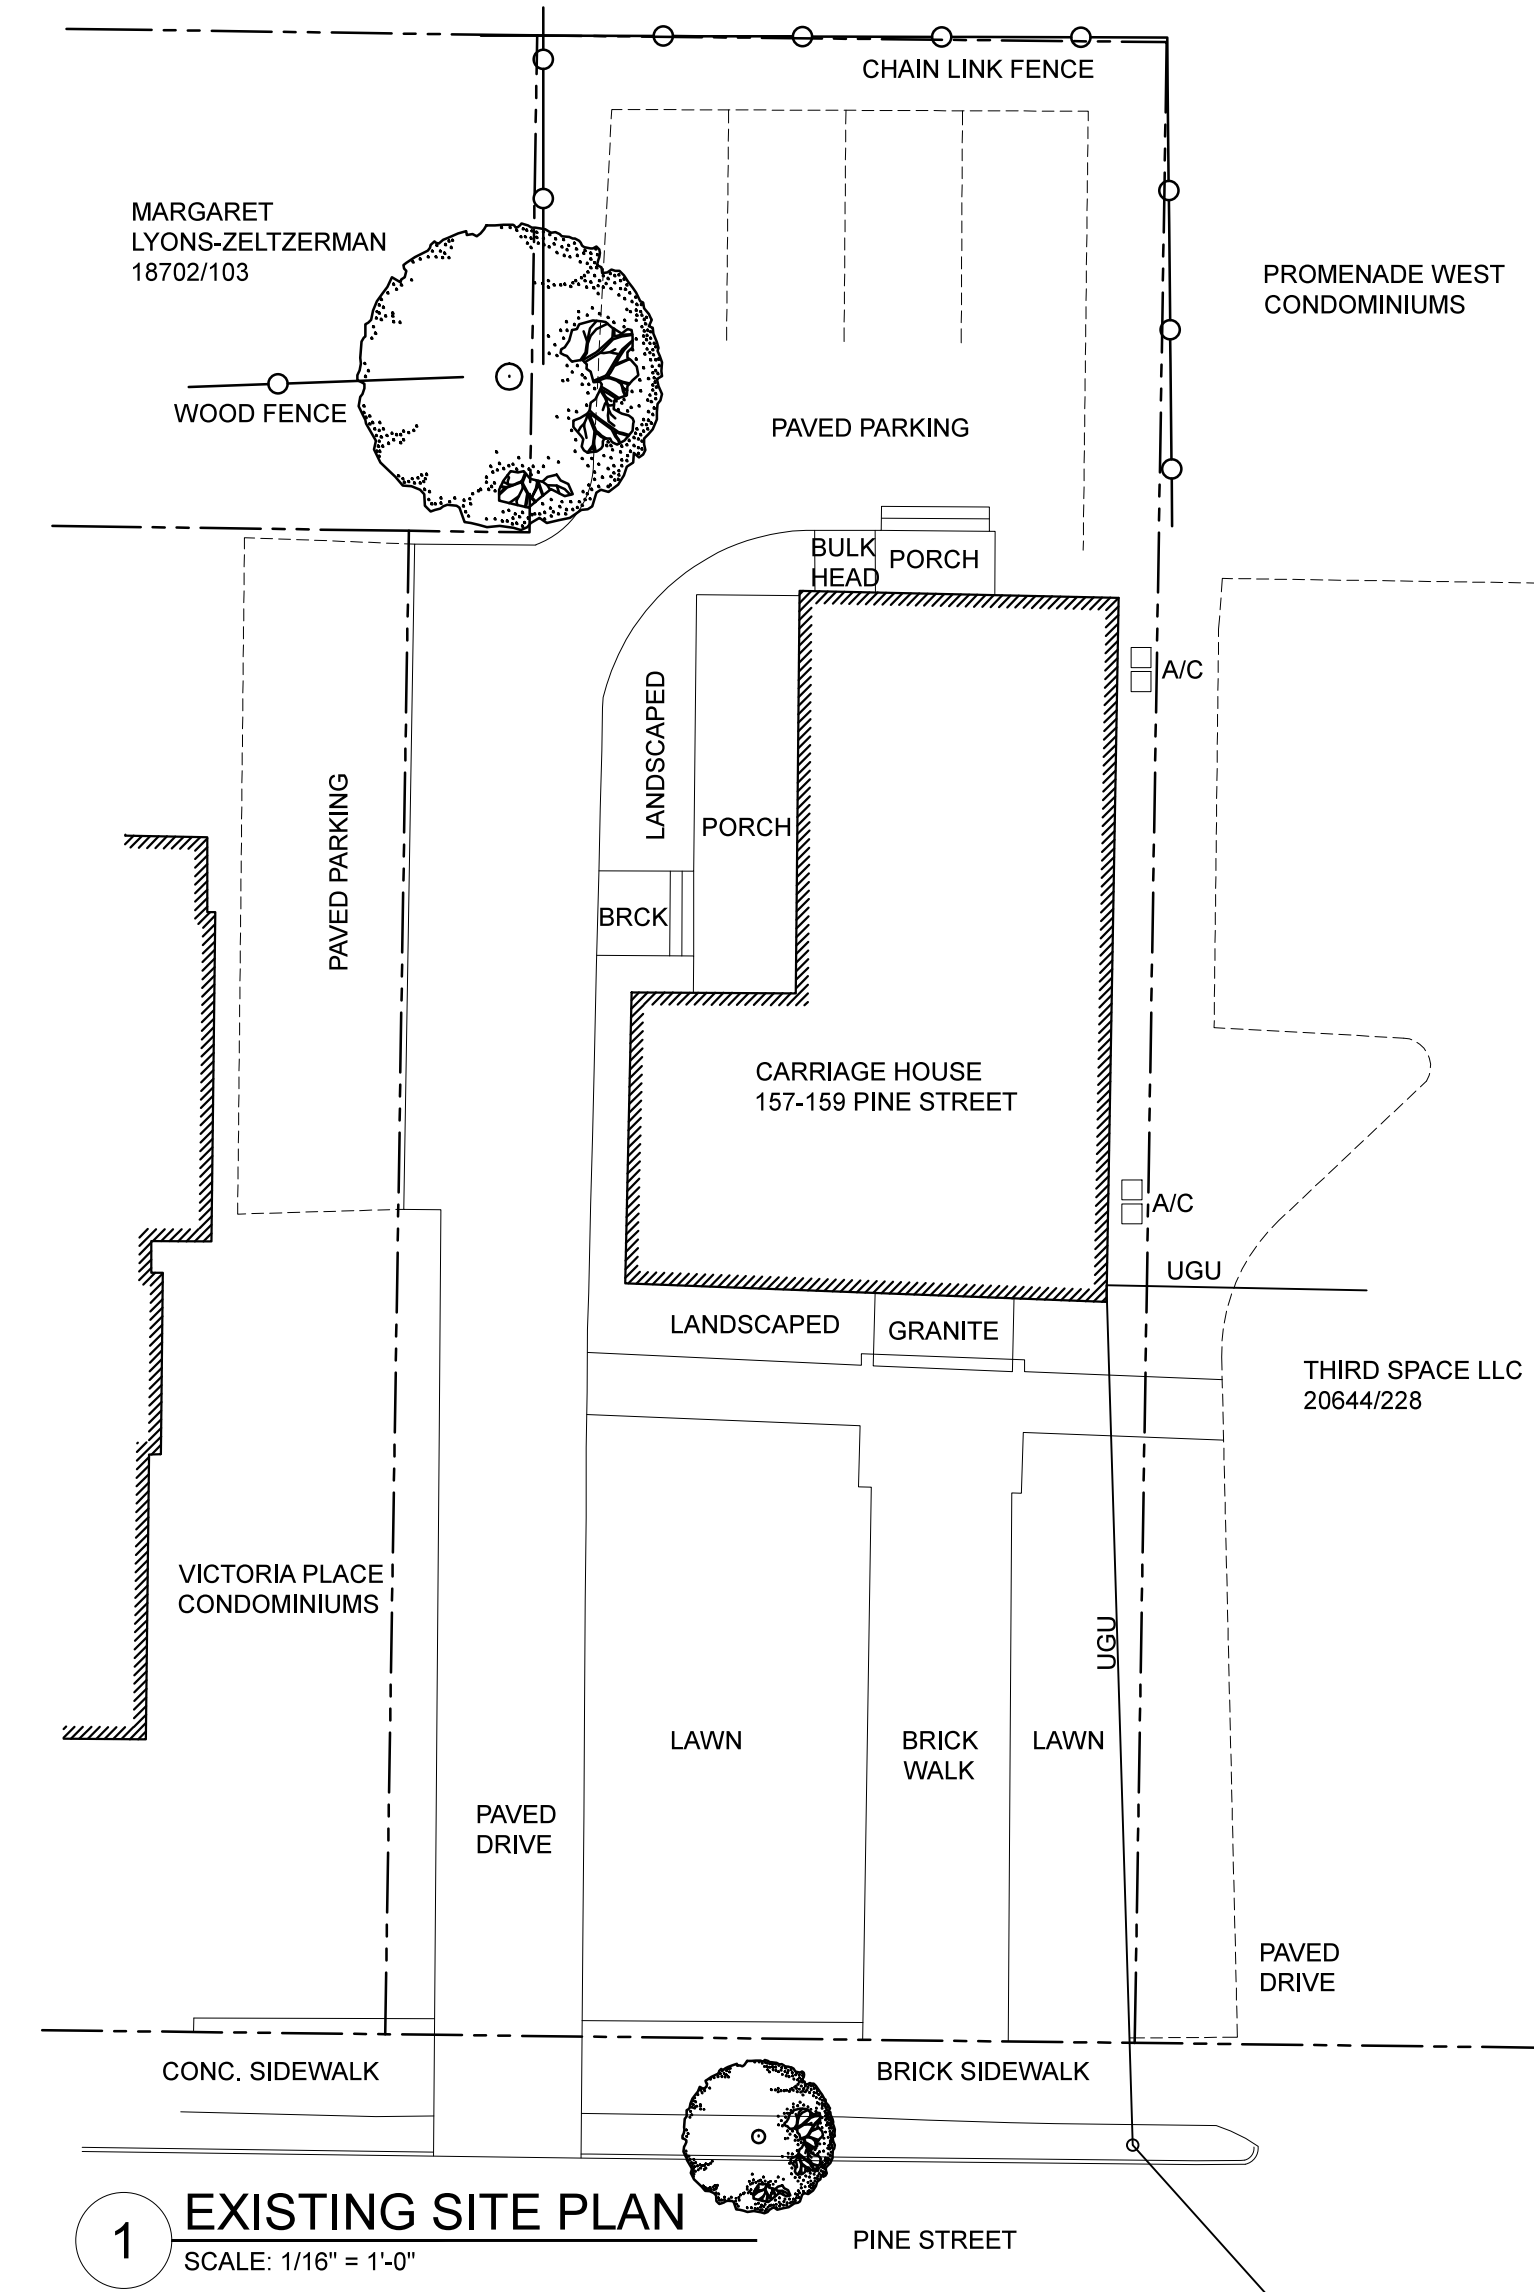 CHAIN LINK FENCE
MARGARET
LYONS-ZELTZERMAN
18702/103
PROMENADE WEST
CONDOMINIUMS
WOOD FENCE
PAVED PARKING
BULK
HEAD
PORCH
A/C
LANDSCAPED
PAVED PARKING
PORCH
BRCK
CARRIAGE HOUSE
157-159 PINE STREET
A/C
UGU
LANDSCAPED
GRANITE
THIRD SPACE LLC
20644/228
VICTORIA PLACE
CONDOMINIUMS
UGU
LAWN
BRICK
WALK
LAWN
PAVED
DRIVE
PAVED
DRIVE
CONC. SIDEWALK
BRICK SIDEWALK
1
EXISTING SITE PLAN
SCALE: 1/16" = 1'-0"
PINE STREET